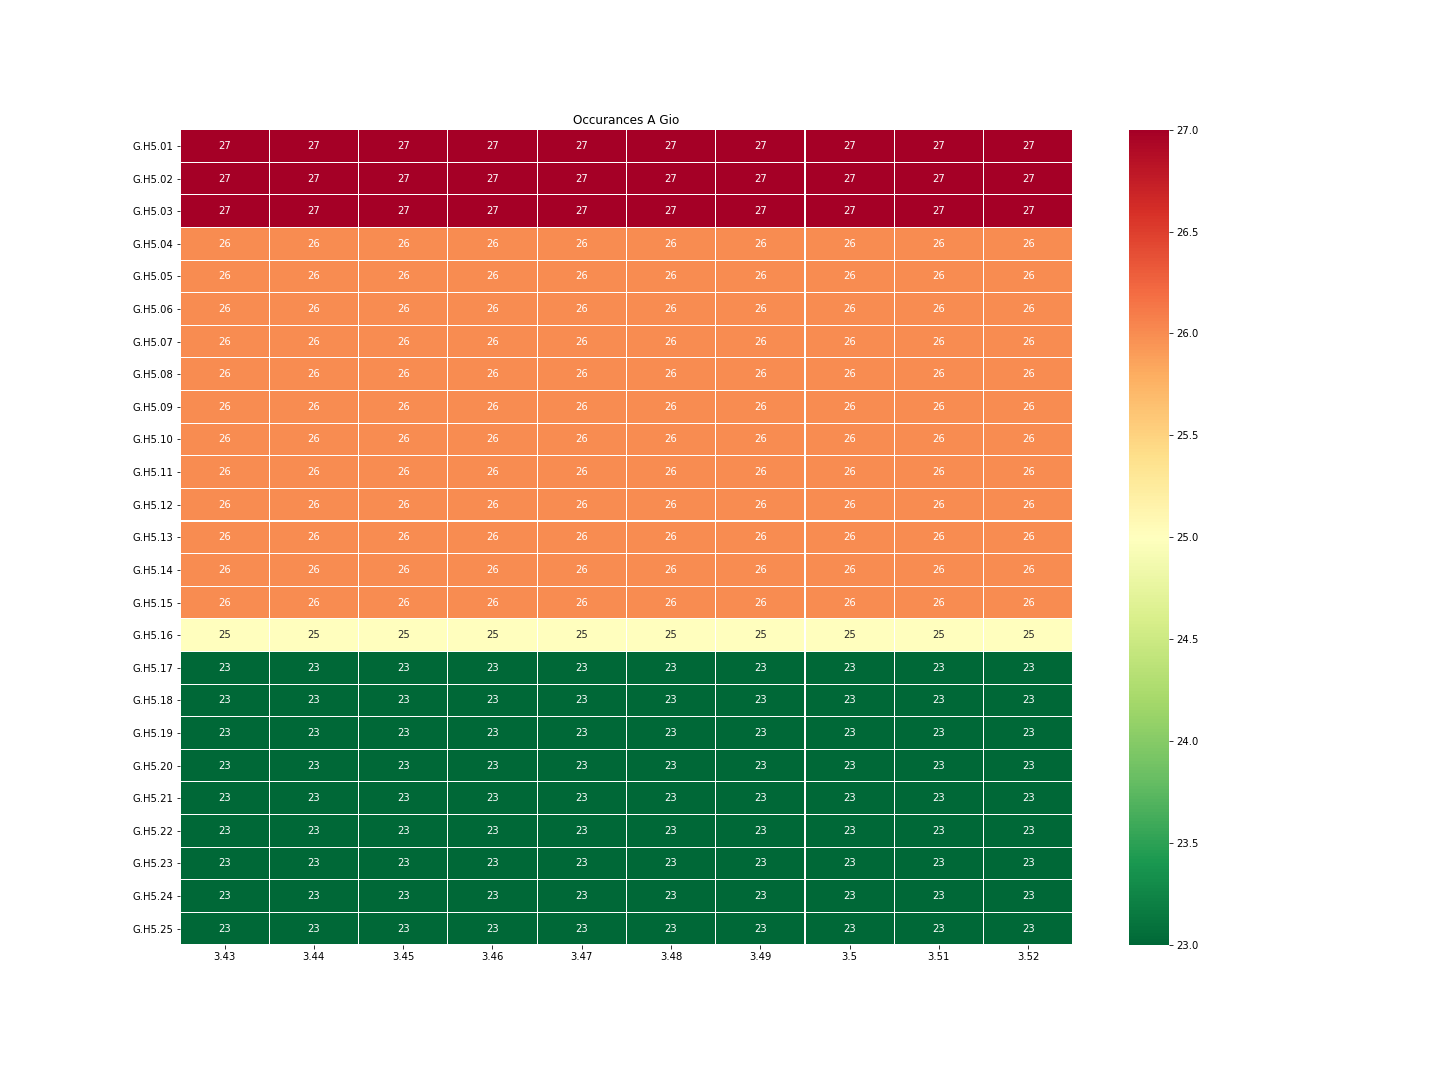 Occurances A Gio
G.H5.01 27 27 27 27 27 27 27 27 27 27
G.H5.02 27 27 27 27 27 27 27 27 27 27
G.H5.03 27 27 27 27 27 27 27 27 27 27
G.H5.04 26 26 26 26 26 26 26 26 26 26
G.H5.05 26 26 26 26 26 26 26 26 26 26
G.H5.06 26 26 26 26 26 26 26 26 26 26
G.H5.07 26 26 26 26 26 26 26 26 26 26
G.H5.08 26 26 26 26 26 26 26 26 26 26
G.H5.09 26 26 26 26 26 26 26 26 26 26
G.H5.10 26 26 26 26 26 26 26 26 26 26
G.H5.11 26 26 26 26 26 26 26 26 26 26
G.H5.12 26 26 26 26 26 26 26 26 26 26
G.H5.13 26 26 26 26 26 26 26 26 26 26
G.H5.14 26 26 26 26 26 26 26 26 26 26
G.H5.15 26 26 26 26 26 26 26 26 26 26
G.H5.16 25 25 25 25 25 25 25 25 25 25
G.H5.17 23 23 23 23 23 23 23 23 23 23
G.H5.18 23 23 23 23 23 23 23 23 23 23
G.H5.19 23 23 23 23 23 23 23 23 23 23
G.H5.20 23 23 23 23 23 23 23 23 23 23
G.H5.21 23 23 23 23 23 23 23 23 23 23
G.H5.22 23 23 23 23 23 23 23 23 23 23
G.H5.23 23 23 23 23 23 23 23 23 23 23
G.H5.24 23 23 23 23 23 23 23 23 23 23
G.H5.25 23 23 23 23 23 23 23 23 23 23
3.43 3.44 3.45 3.46 3.47 3.48 3.49 3.5 3.51 3.52
27.0
26.5
26.0
25.5
25.0
24.5
24.0
23.5
23.0